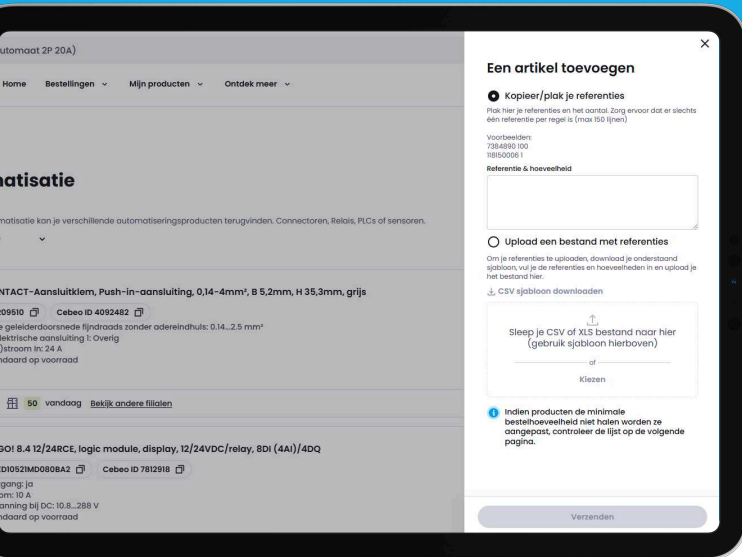 utomaat 2P 20A)
Home Bestellingen Mijn producten Ontdek meer
matisatie
matisatie kan je verschillende automatiseringsproducten terugvinden. Connectoren, Relais, PLCs of sensoren.
NTACT-Aansluitklem, Push-in-aansluiting, 0,14-4mm², B 5,2mm, H 35,3mm, grijs
209510 Cebeo ID 4092482
e geleiderdoorsnede fijndraads zonder adereindhuls: 0.14...2.5 mm²
lektrische aansluiting 1: Overig
)stroom In: 24 A
ndaard op voorraad
50 vandaag Bekijk andere filialen
GO! 8.4 12/24RCE, logic module, display, 12/24VDC/relay, 8DI (4AI)/4DQ
ED10521MD080BA2 Cebeo ID 7812918
gang: ja
om: 10 A
anning bij DC: 10.8...288 V
ndaard op voorraad
Een artikel toevoegen
Kopieer/plak je referenties
Plak hier je referenties en het aantal. Zorg ervoor dat er slechts
één referentie per regel is (max 150 lijnen)
Voorbeelden:
7384890 100
118150006 1
Referentie & hoeveelheid
Upload een bestand met referenties
Om je referenties te uploaden, download je onderstaand
sjabloon, vul je de referenties en hoeveelheden in en upload je
het bestand hier.
CSV sjabloon downloaden
Sleep je CSV of XLS bestand naar hier
(gebruik sjabloon hierboven)
of
Kiezen
Indien producten de minimale
bestelhoeveelheid niet halen worden ze
aangepast, controleer de lijst op de volgende
pagina.
Verzenden